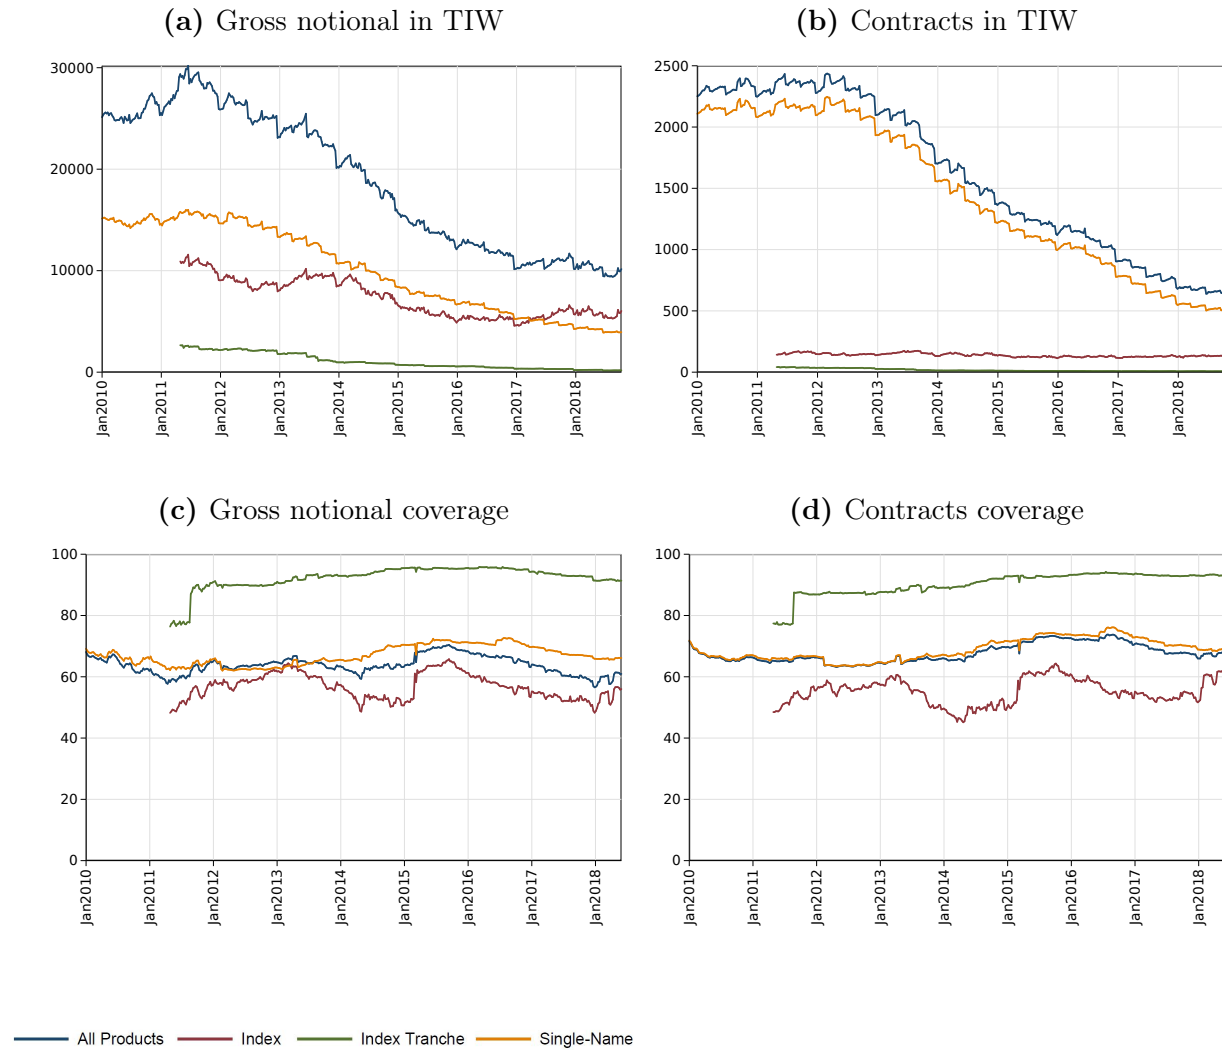 (a) Gross notional in TIW
30000
20000
10000
0
Jan2010
Jan2011
Jan2012
Jan2013
Jan2014
Jan2015
Jan2016
Jan2017
Jan2018
(b) Contracts in TIW
2500
2000
1500
1000
500
0
Jan2010
Jan2011
Jan2012
Jan2013
Jan2014
Jan2015
Jan2016
Jan2017
Jan2018
(c) Gross notional coverage
100
80
60
40
20
0
Jan2010
Jan2011
Jan2012
Jan2013
Jan2014
Jan2015
Jan2016
Jan2017
Jan2018
(d) Contracts coverage
100
80
60
40
20
0
Jan2010
Jan2011
Jan2012
Jan2013
Jan2014
Jan2015
Jan2016
Jan2017
Jan2018
All Products Index Index Tranche Single-Name